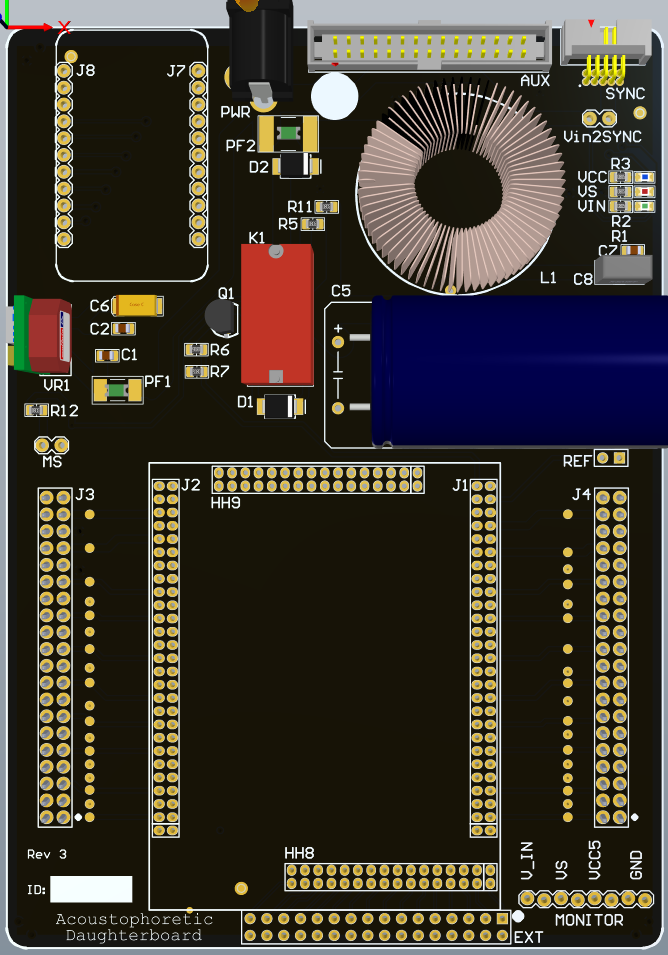 X
J8
J7
PWR
AUX
SYNC
Vin2SYNC
PF2
D2
R3
VCC
VS
VIN
R2
R1
R11
R5
K1
C7
C8
L1
C5
Q1
C6
C2
C1
R6
R7
VR1
PF1
D1
R12
MS
+
REF
J3
J2
HH9
J1
J4
Rev 3
ID:
HH8
V_IN
VS
VCC5
GND
MONITOR
Acoustophoretic
Daughterboard
EXT